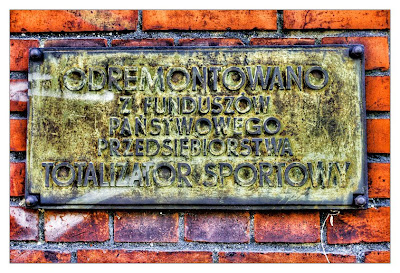 ODREMONTOWANO
Z FUNDUSZÓW
PAŃSTWOWEGO
PRZEDSIĘBIORSTWA
TOTALIZATOR SPORTOWY